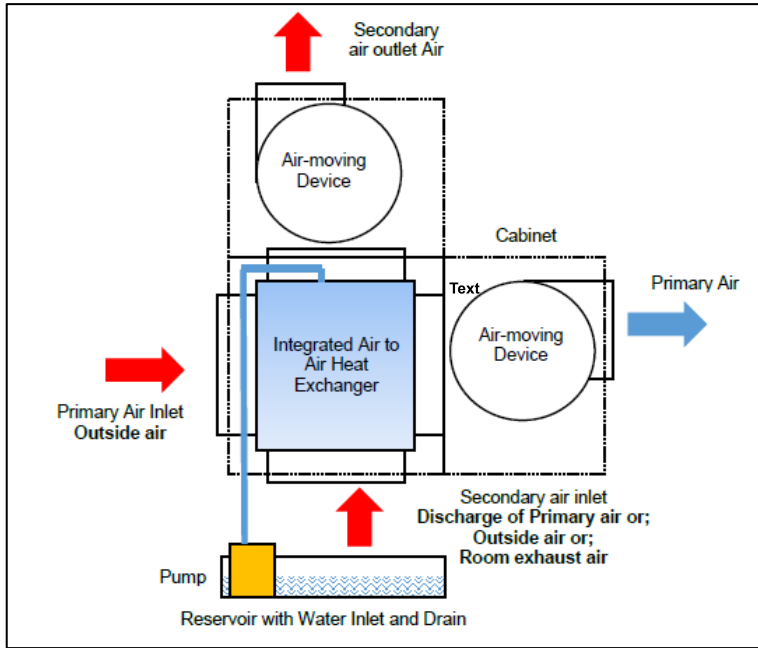 Secondary
air outlet Air
Air-moving
Device
Cabinet
Text
Primary Air
Integrated Air to
Air Heat
Exchanger
Air-moving
Device
Primary Air Inlet
Outside air
Secondary air inlet
Discharge of Primary air or;
Outside air or;
Room exhaust air
Pump
Reservoir with Water Inlet and Drain